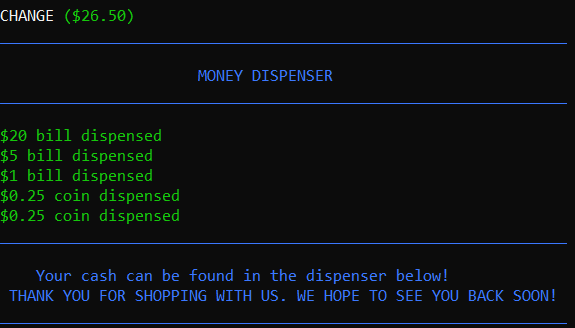 CHANGE ($26.50)
MONEY DISPENSER
$20 bill dispensed
$5 bill dispensed
$1 bill dispensed
$0.25 coin dispensed
$0.25 coin dispensed
Your cash can be found in the dispenser below!
THANK YOU FOR SHOPPING WITH US. WE HOPE TO SEE YOU BACK SOON!